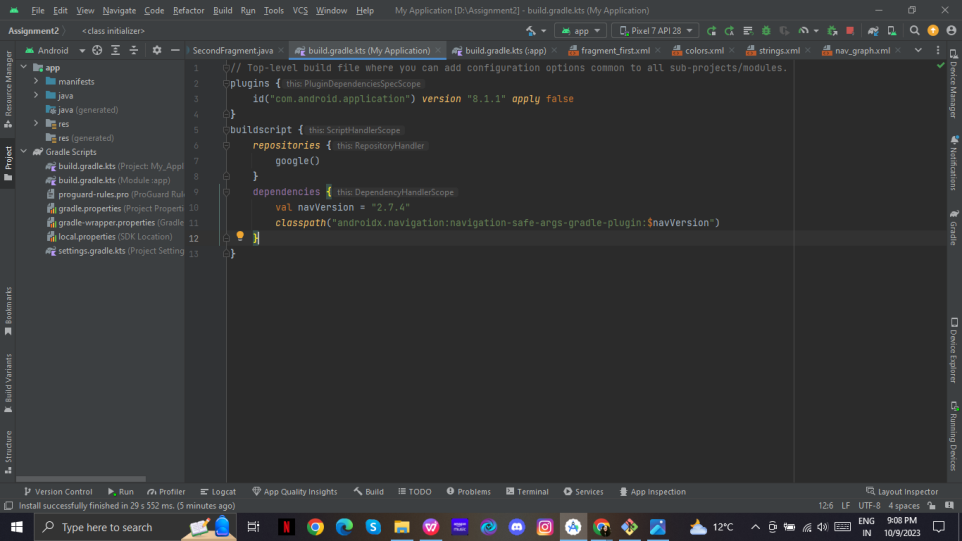 File Edit View Navigate Code Refactor Build Run Tools VCS Window Help My Application [D:\Assignment2] - build.gradle.kts
Assignment2 <class initializer> app Pixel 7 API 28
Android SecondFragment.java build.gradle.kts (My Application) build.gradle.kts (:app) fragment_first.xml colors.xml strings.xml nav_graph.xml
Resource Manager
Project
Bookmarks
Build Variants
Structure
app
manifests
java
java (generated)
res
res (generated)
Gradle Scripts
build.gradle.kts (Project: My_Appl
build.gradle.kts (Module :app)
proguard-rules.pro (ProGuard Rule
gradle.properties (Project Properti
gradle-wrapper.properties (Gradle
local.properties (SDK Location)
settings.gradle.kts (Project Setting
1 // Top-level build file where you can add configuration options common to all sub-projects/modules.
2 plugins { this: PluginDependenciesSpecScope
3 id("com.android.application") version "8.1.1" apply false
4 }
5 buildscript { this: ScriptHandlerScope
6 repositories { this: RepositoryHandler
7 google()
8 }
9 dependencies { this: DependencyHandlerScope
10 val navVersion = "2.7.4"
11 classpath("androidx.navigation:navigation-safe-args-gradle-plugin:$navVersion")
12 }
13 }
Device Manager
Notifications
Gradle
Device Explorer
Running Devices
Version Control Run Profiler Logcat App Quality Insights Build TODO Problems Terminal Services App Inspection Layout Inspector
Install successfully finished in 29 s 552 ms. (5 minutes ago) 12:6 LF UTF-8 4 spaces
Type here to search 12°C ENG 9:08 PM
IN 10/9/2023